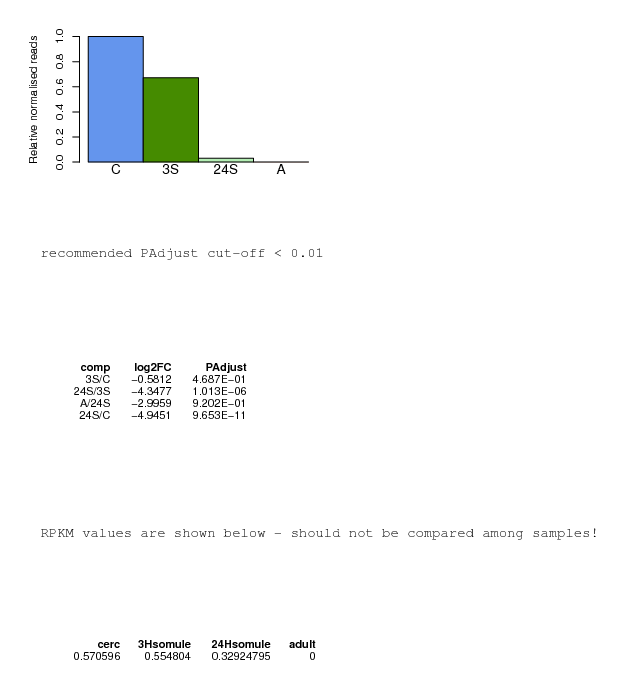 Relative normalised reads
1.0
0.8
0.6
0.4
0.2
0.0
C 3S 24S A
recommended PAdjust cut-off < 0.01
comp log2FC PAdjust
3S/C −0.5812 4.687E−01
24S/3S −4.3477 1.013E−06
A/24S −2.9959 9.202E−01
24S/C −4.9451 9.653E−11
RPKM values are shown below - should not be compared among samples!
cerc 3Hsomule 24Hsomule adult
0.570596 0.554804 0.32924795 0